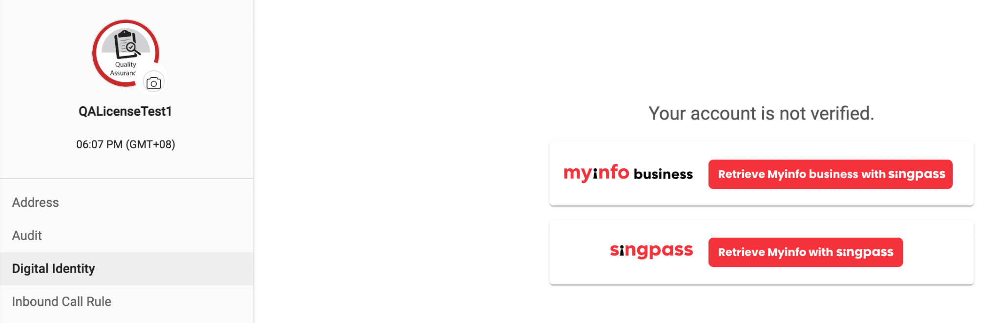 Quality
Assuranc
QALicenseTest1
06:07 PM (GMT+08)
Address
Audit
Digital Identity
Inbound Call Rule
Your account is not verified.
myinfo business
Retrieve Myinfo business with singpass
singpass
Retrieve Myinfo with singpass